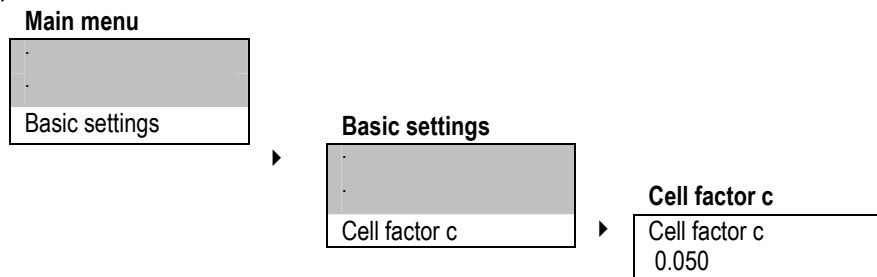 Main menu
.
.
Basic settings
Basic settings
.
.
Cell factor c
Cell factor c
Cell factor c
0.050